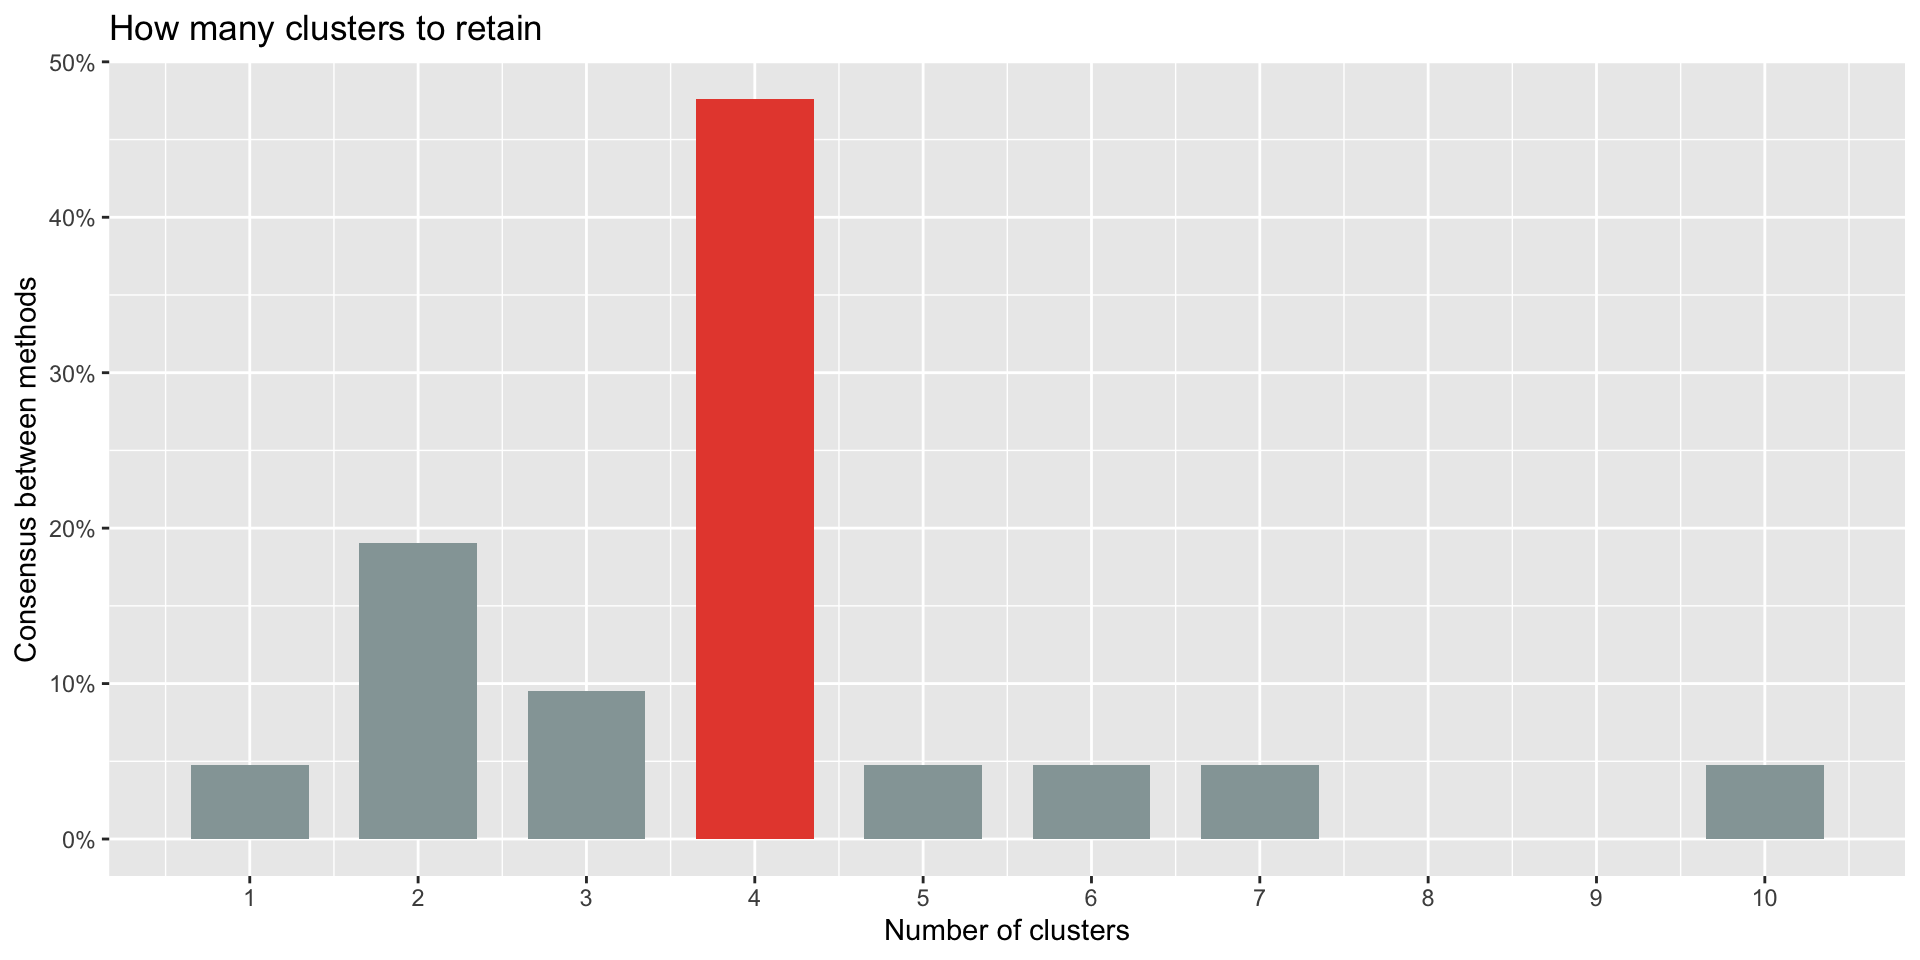 How many clusters to retain
50%
40%
30%
20%
10%
0%
Consensus between methods
1 2 3 4 5 6 7 8 9 10
Number of clusters